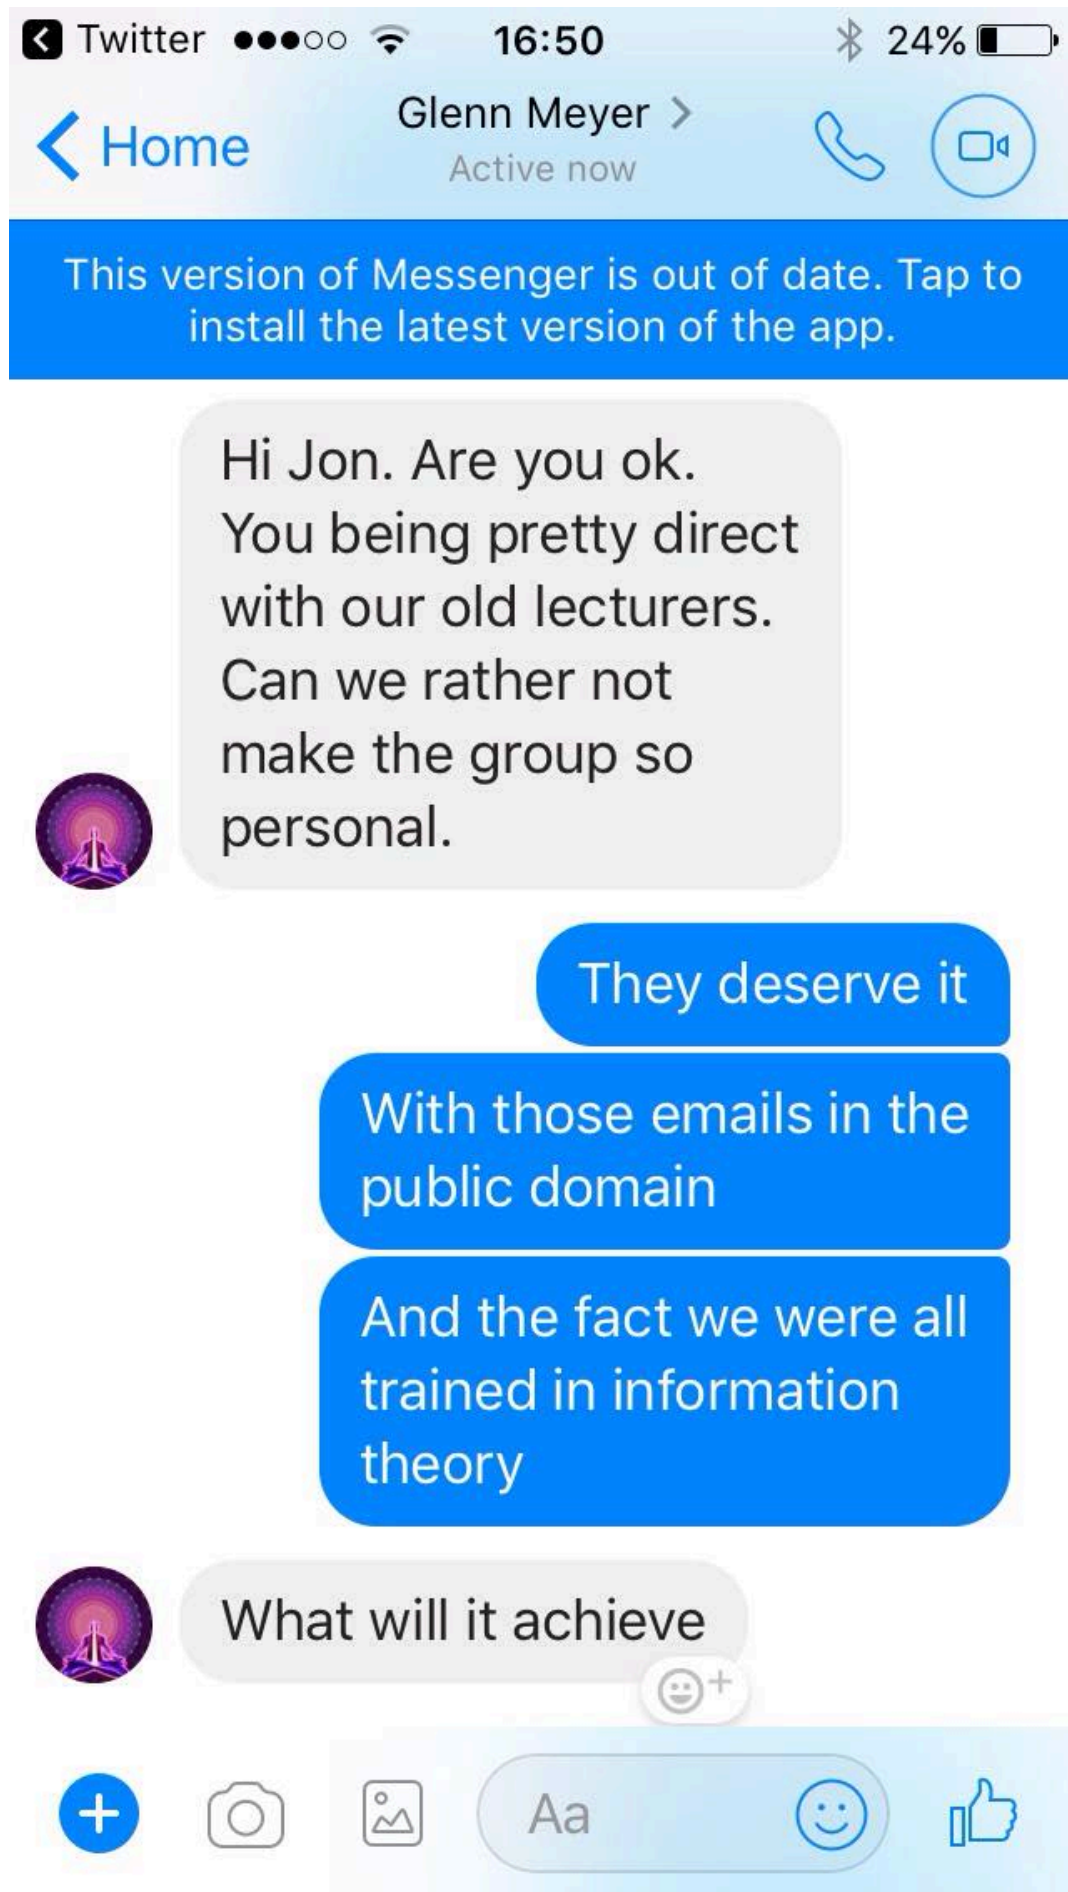 Twitter 16:50 24%
Home Glenn Meyer
Active now
This version of Messenger is out of date. Tap to
install the latest version of the app.
Hi Jon. Are you ok.
You being pretty direct
with our old lecturers.
Can we rather not
make the group so
personal.
They deserve it
With those emails in the
public domain
And the fact we were all
trained in information
theory
What will it achieve
Aa